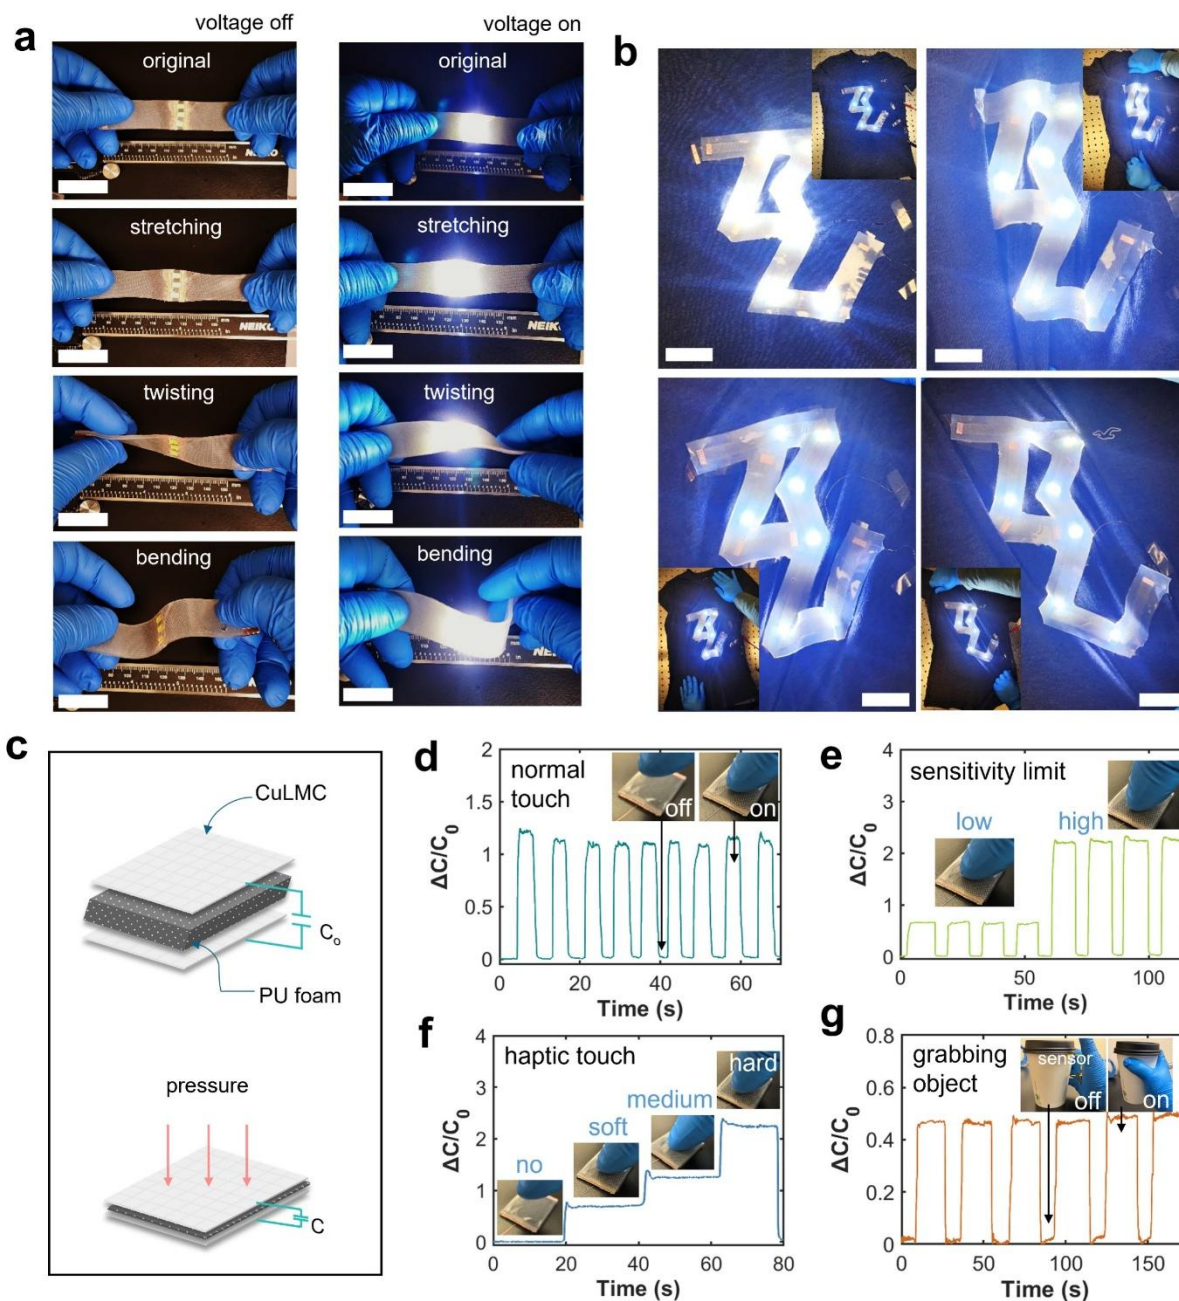 a
voltage off
voltage on
original
original
stretching
stretching
NEIKO
twisting
twisting
bending
bending
b
c
CuLMC
C₀
PU foam
pressure
C
d
normal
touch
off
on
ΔC/C₀
2
1.5
1
0.5
0
0 20 40 60
Time (s)
e
sensitivity limit
low
high
ΔC/C₀
4
3
2
1
0
0 50 100
Time (s)
f
haptic touch
no
soft
medium
hard
ΔC/C₀
4
3
2
1
0
0 20 40 60 80
Time (s)
g
grabbing
object
sensor
off
on
ΔC/C₀
0.8
0.6
0.4
0.2
0
0 50 100 150
Time (s)